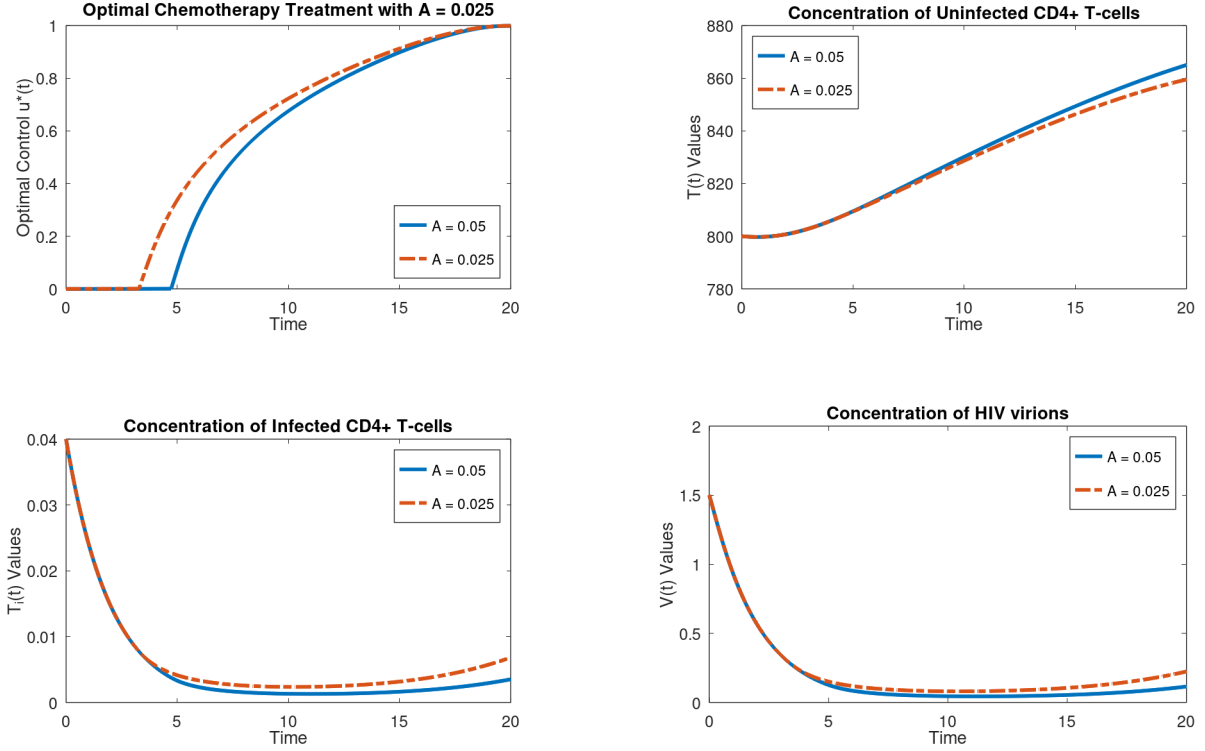 Optimal Chemotherapy Treatment with A = 0.025
Optimal Control u*(t)
1
0.8
0.6
0.4
0.2
0
A = 0.05
A = 0.025
0 5 10 15 20
Time
Concentration of Uninfected CD4+ T-cells
T(t) Values
880
860
840
820
800
780
A = 0.05
A = 0.025
0 5 10 15 20
Time
Concentration of Infected CD4+ T-cells
Tᵢ(t) Values
0.04
0.03
0.02
0.01
0
A = 0.05
A = 0.025
0 5 10 15 20
Time
Concentration of HIV virions
V(t) Values
2
1.5
1
0.5
0
A = 0.05
A = 0.025
0 5 10 15 20
Time